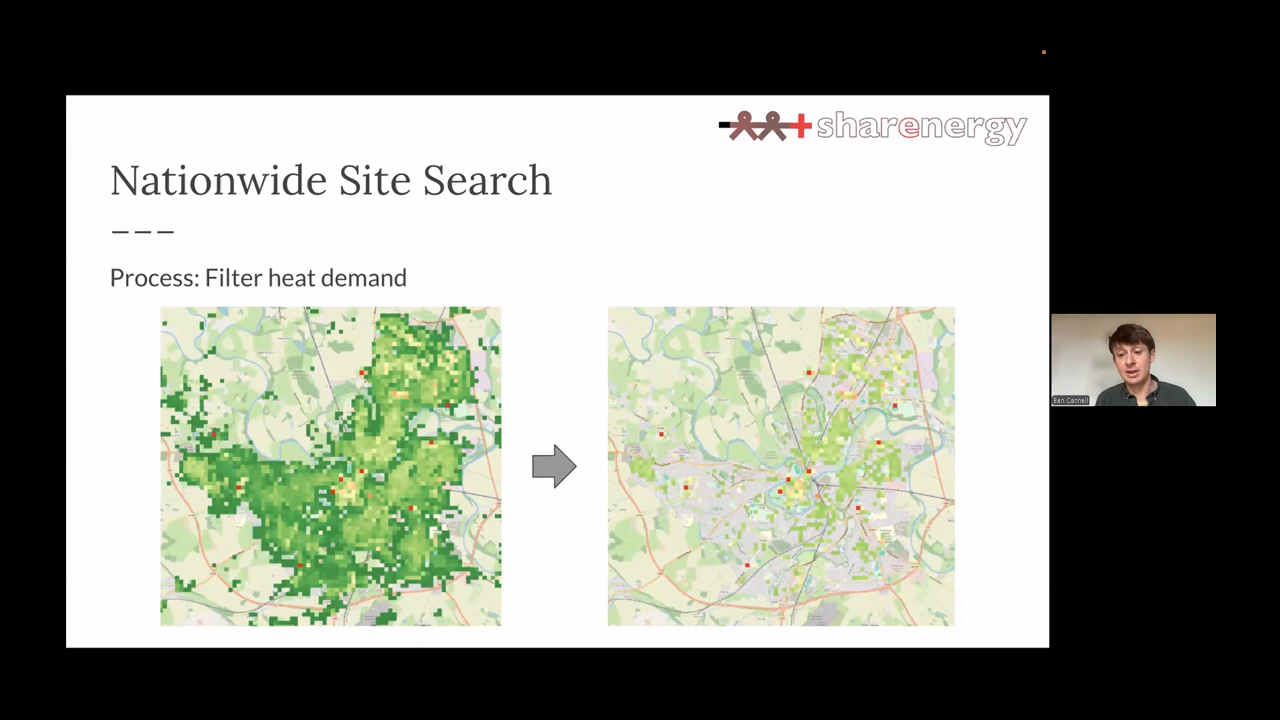 sharenergy
Nationwide Site Search
Process: Filter heat demand
Ben Cannell